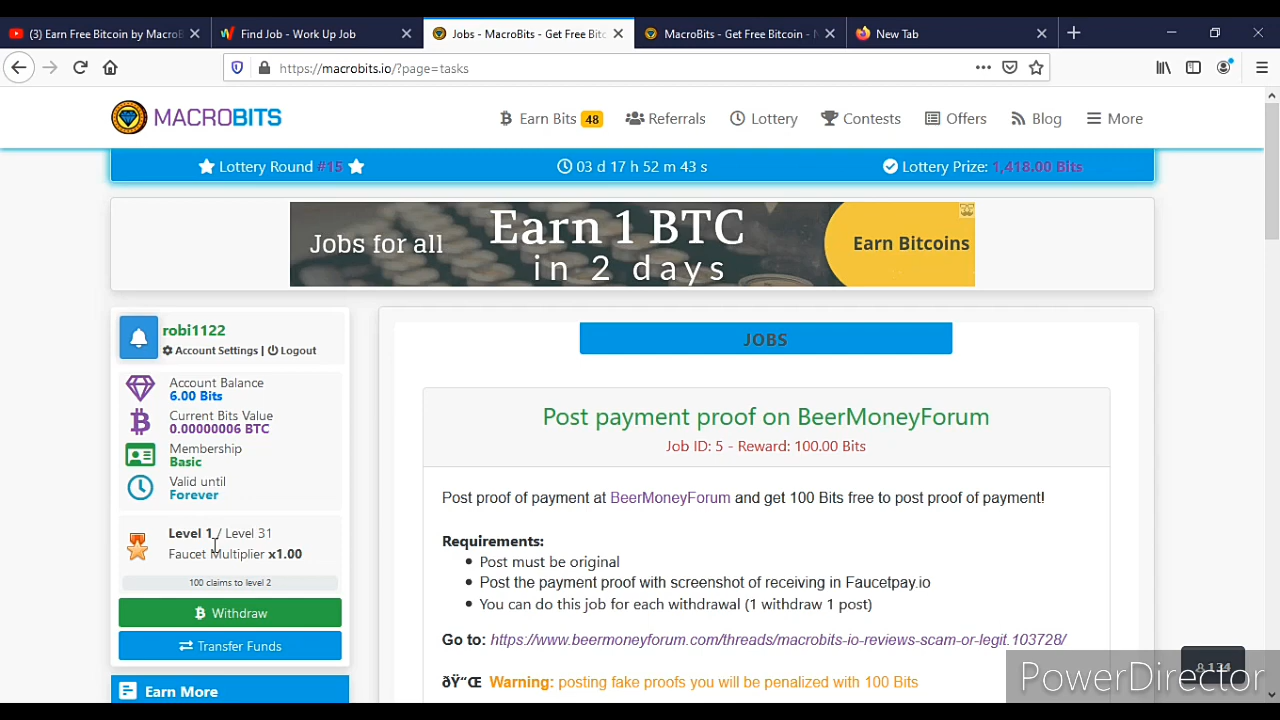 (3) Earn Free Bitcoin by MacroB
Find Job - Work Up Job
Jobs - MacroBits - Get Free Bitc
MacroBits - Get Free Bitcoin - N
New Tab
https://macrobits.io/?page=tasks
MACROBITS
Earn Bits 48
Referrals
Lottery
Contests
Offers
Blog
More
Lottery Round #15
03 d 17 h 52 m 43 s
Lottery Prize: 1,418.00 Bits
Jobs for all
Earn 1 BTC
in 2 days
Earn Bitcoins
robi1122
Account Settings | Logout
Account Balance
6.00 Bits
Current Bits Value
0.00000006 BTC
Membership
Basic
Valid until
Forever
Level 1 / Level 31
Faucet Multiplier x1.00
100 claims to level 2
Withdraw
Transfer Funds
Earn More
JOBS
Post payment proof on BeerMoneyForum
Job ID: 5 - Reward: 100.00 Bits
Post proof of payment at BeerMoneyForum and get 100 Bits free to post proof of payment!
Requirements:
Post must be original
Post the payment proof with screenshot of receiving in Faucetpay.io
You can do this job for each withdrawal (1 withdraw 1 post)
Go to: https://www.beermoneyforum.com/threads/macrobits-io-reviews-scam-or-legit.103728/
ðŸ“Œ Warning: posting fake proofs you will be penalized with 100 Bits
PowerDirector